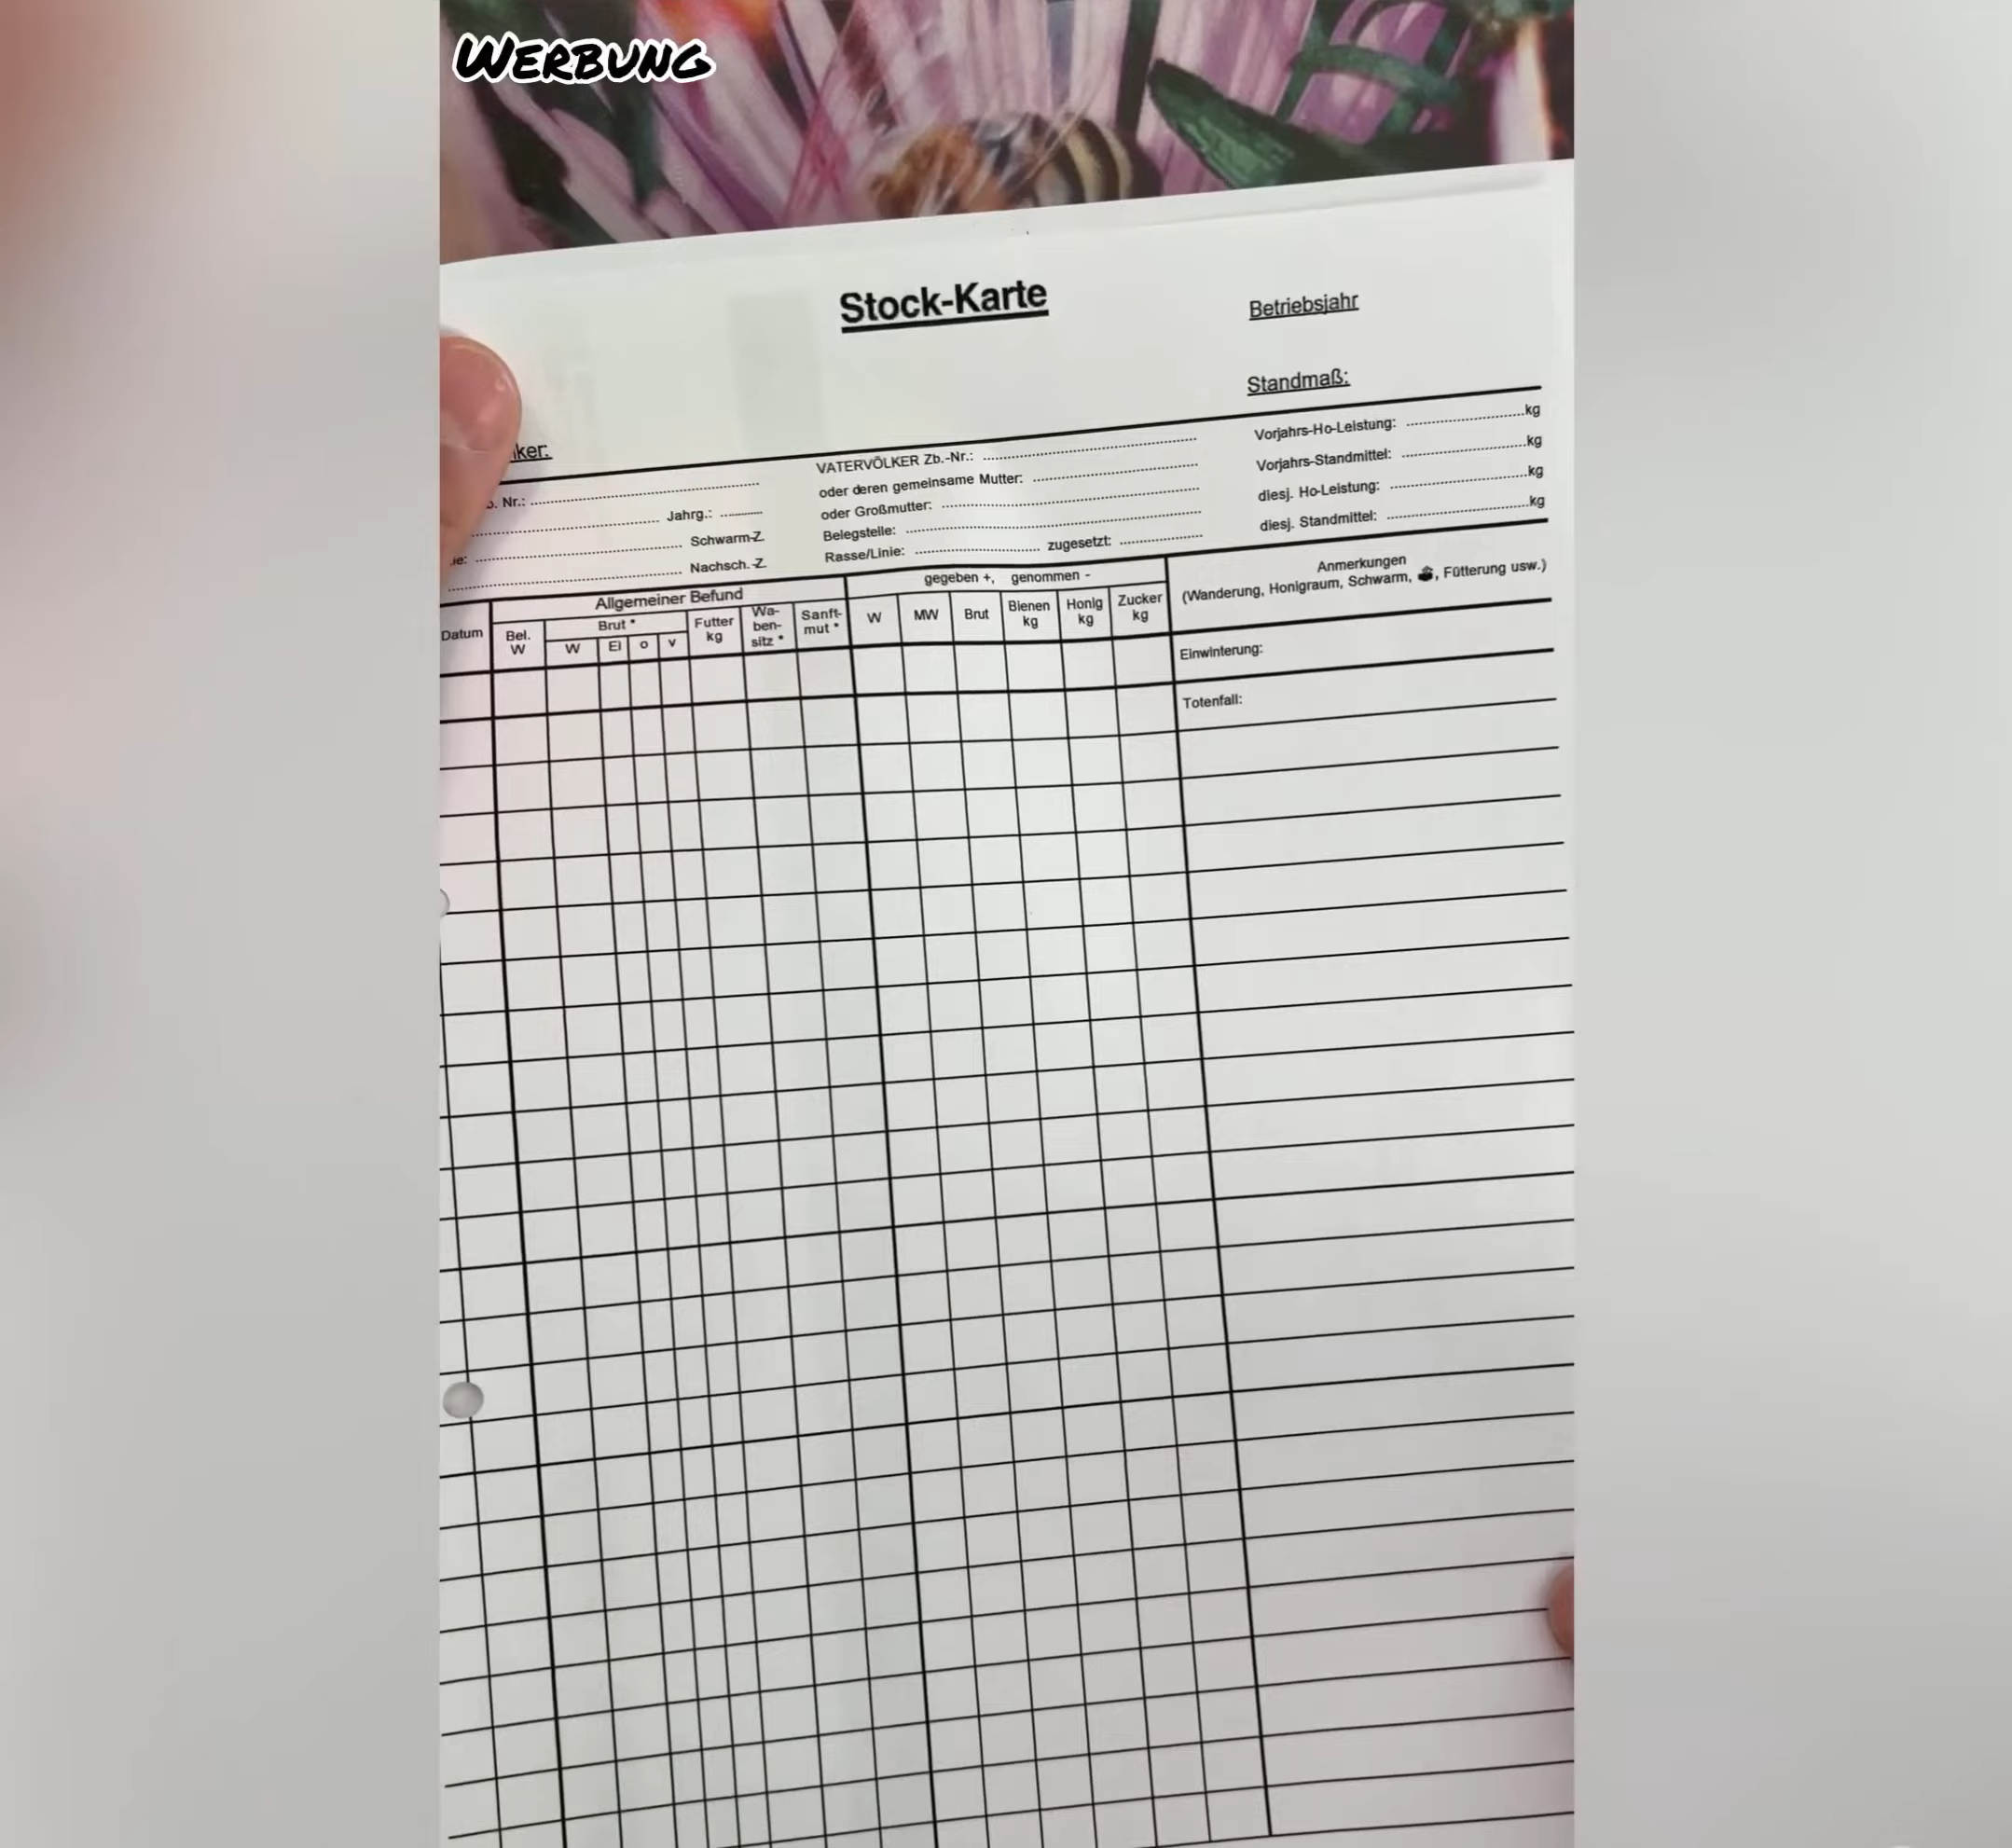 WERBUNG
Stock-Karte
Betriebsjahr
Standmaß:
VATERVÖLKER Zb.-Nr.: Vorjahrs-Ho-Leistung: kg
Nr.: oder deren gemeinsame Mutter: Vorjahrs-Standmittel: kg
Jahrg.: oder Großmutter: diesj. Ho-Leistung: kg
Schwarm-Z. Belegstelle: diesj. Standmittel: kg
Nachsch.-Z. Rasse/Linie: zugesetzt:
Datum
Allgemeiner Befund
Bel. W
Brut *
W EI o v
Futter kg
Wa-
ben-
sitz *
Sanft-
mut *
gegeben +, genommen -
W MW Brut Bienen kg Honig kg Zucker kg
Anmerkungen
(Wanderung, Honigraum, Schwarm, , Fütterung usw.)
Einwinterung:
Totenfall: